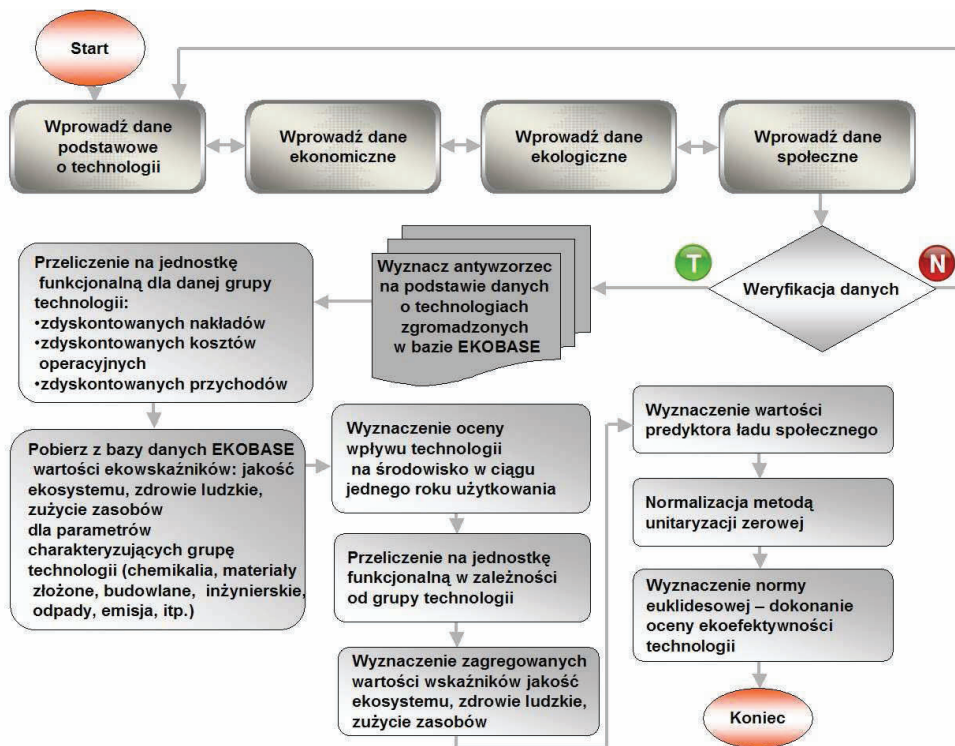 Start
Wprowadź dane
podstawowe
o technologii
Wprowadź dane
ekonomiczne
Wprowadź dane
ekologiczne
Wprowadź dane
społeczne
T
N
Weryfikacja danych
Wyznacz antywzorzec
na podstawie danych
o technologiach
zgromadzonych
w bazie EKOBASE
Przeliczenie na jednostkę
funkcjonalną dla danej grupy
technologii:
•zdyskontowanych nakładów
•zdyskontowanych kosztów
operacyjnych
•zdyskontowanych przychodów
Pobierz z bazy danych EKOBASE
wartości ekowskaźników: jakość
ekosystemu, zdrowie ludzkie,
zużycie zasobów
dla parametrów
charakteryzujących grupę
technologii (chemikalia, materiały
złożone, budowlane, inżynierskie,
odpady, emisja, itp.)
Wyznaczenie oceny
wpływu technologii
na środowisko w ciągu
jednego roku użytkowania
Przeliczenie na jednostkę
funkcjonalną w zależności
od grupy technologii
Wyznaczenie zagregowanych
wartości wskaźników jakość
ekosystemu, zdrowie ludzkie,
zużycie zasobów
Wyznaczenie wartości
predyktora ładu społecznego
Normalizacja metodą
unitaryzacji zerowej
Wyznaczenie normy
euklidesowej – dokonanie
oceny ekoefektywności
technologii
Koniec